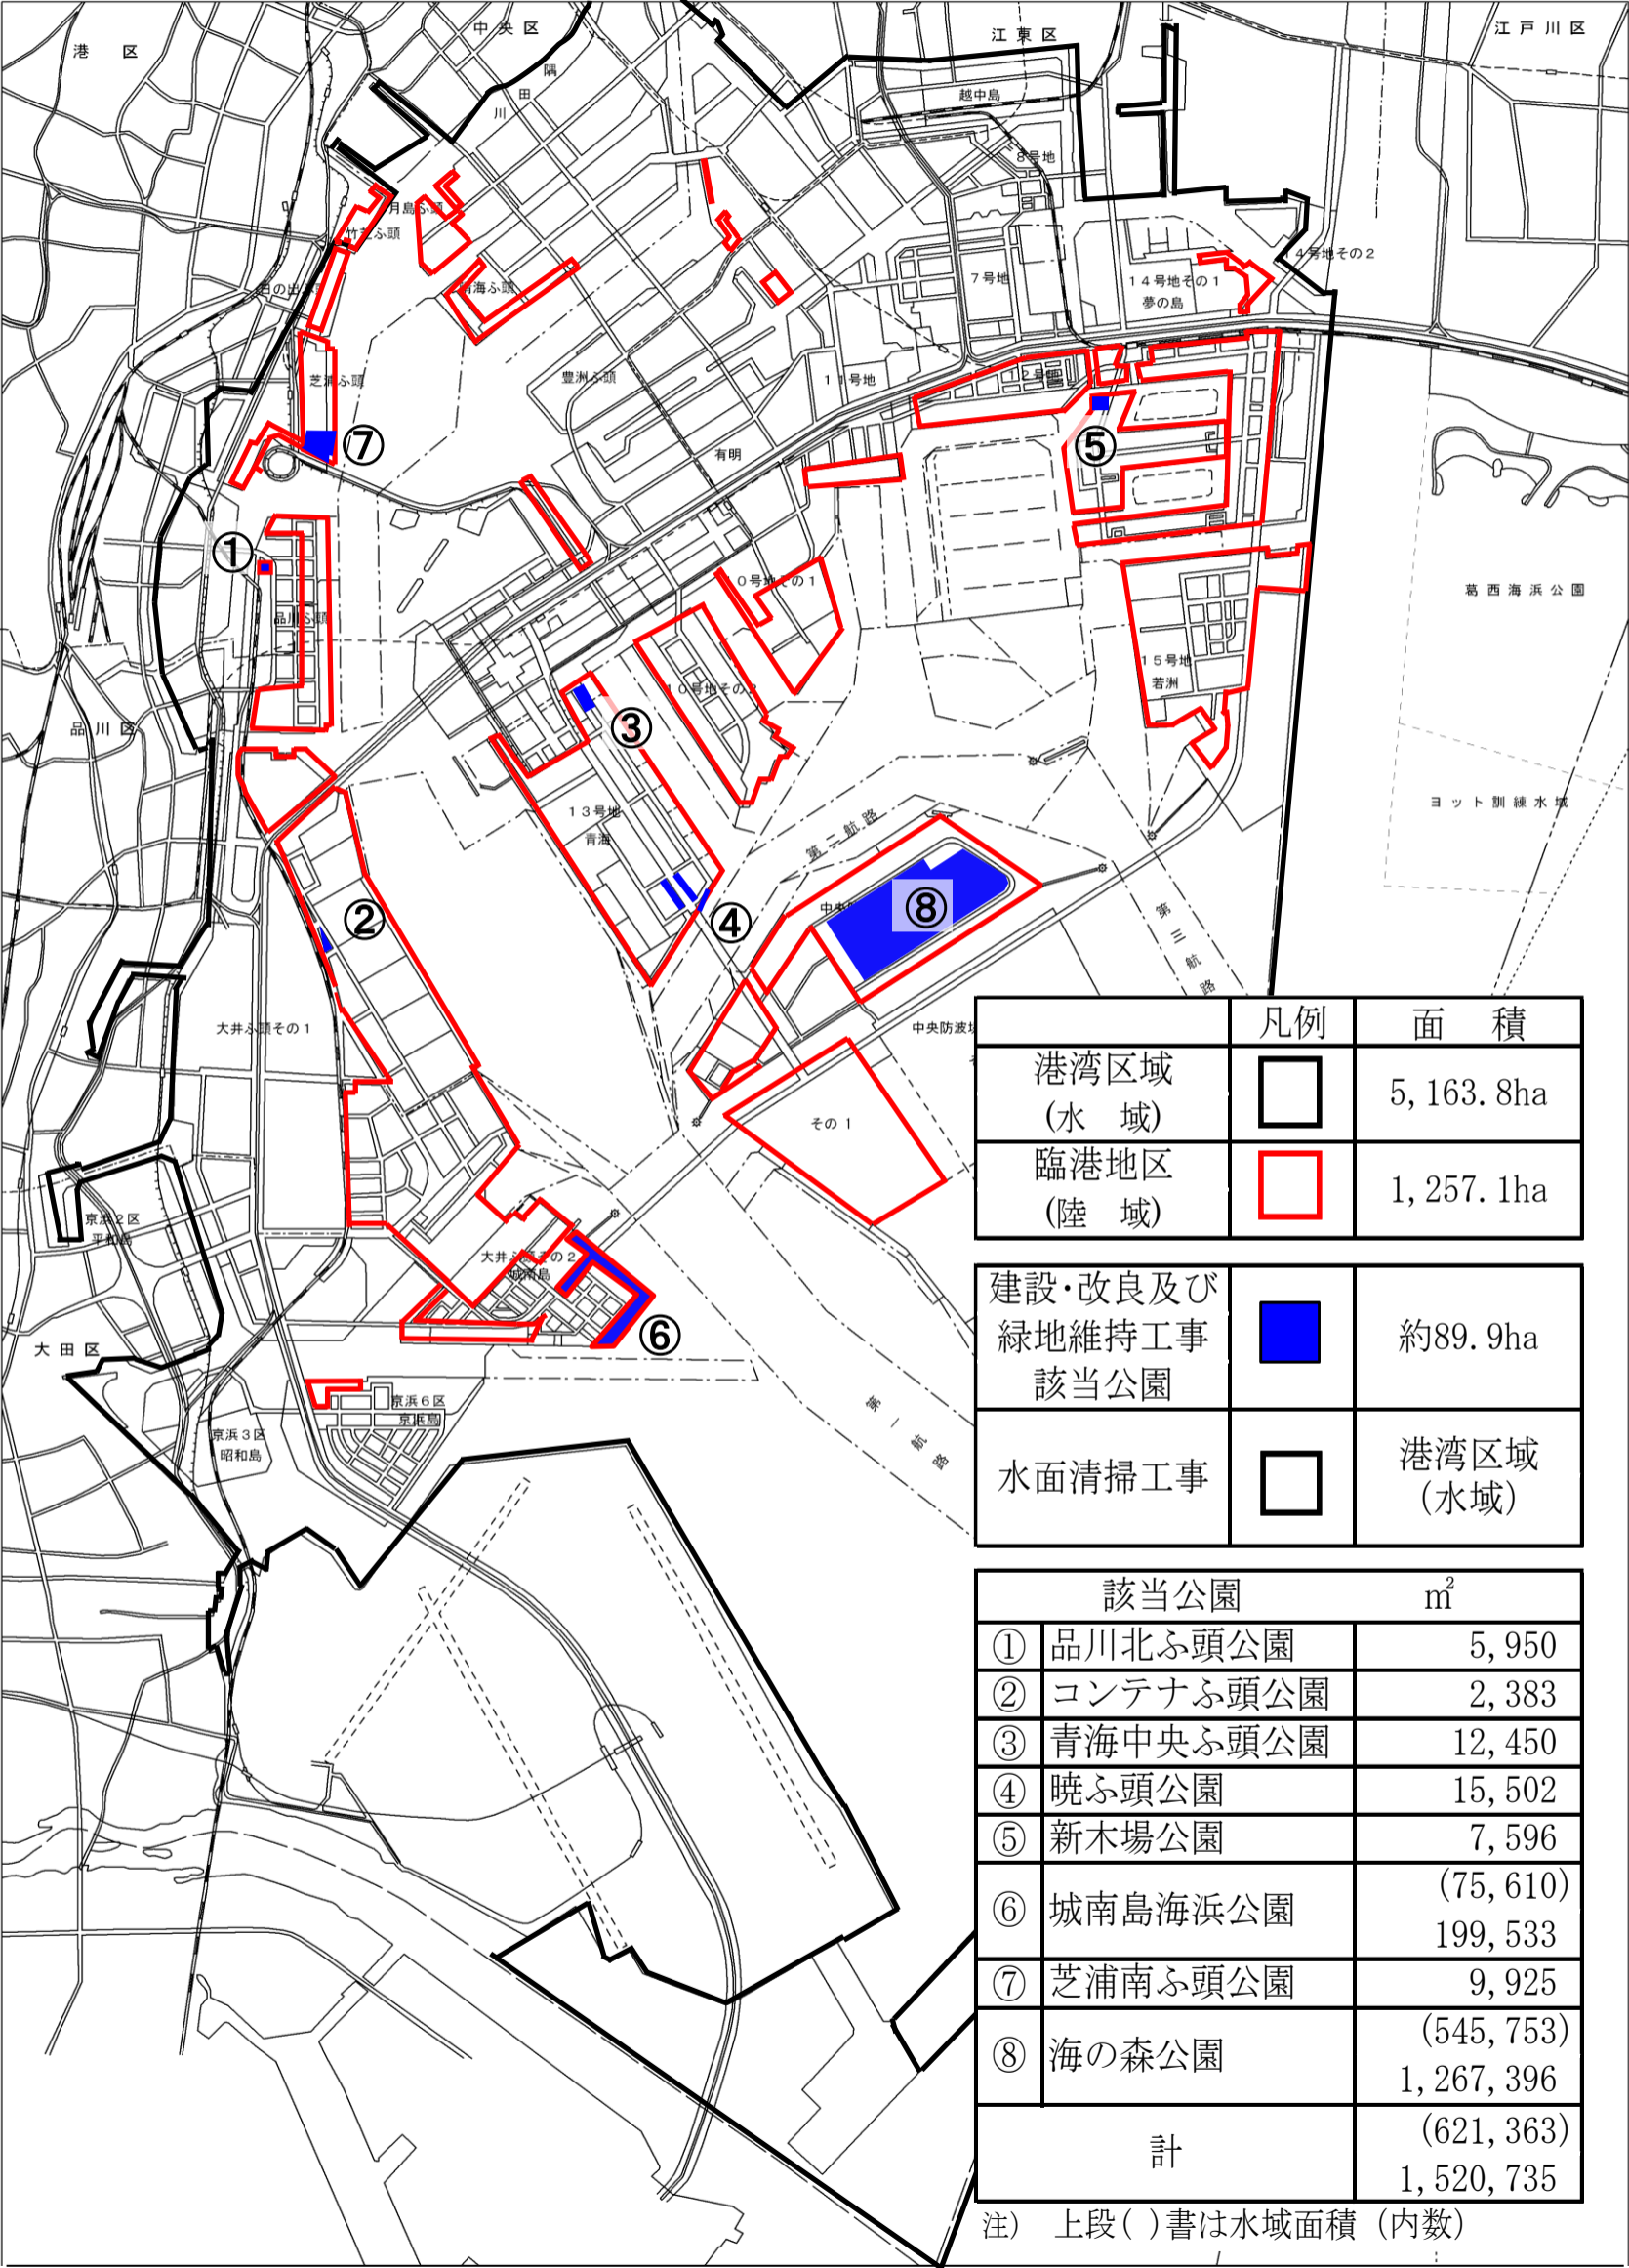 港 区
中央区
江東区
江戸川区
隅
田
川
越中島
8号地
月島ふ頭
竹芝ふ頭
日の出ふ頭
晴海ふ頭
7号地
14号地その1
夢の島
14号地その2
芝浦ふ頭
豊洲ふ頭
11号地
12号地
⑦
⑤
有明
①
10号地その1
葛西海浜公園
品川ふ頭
15号地
若洲
10号地その2
③
品川区
13号地
青海
ヨット訓練水域
第二航路
②
④
⑧
第三航路
大井ふ頭その1
その1
京浜2区
平和島
大井ふ頭その2
城南島
⑥
大田区
京浜6区
京浜島
京浜3区
昭和島
第一航路
凡例 面 積
港湾区域
(水 域) 5,163.8ha
臨港地区
(陸 域) 1,257.1ha
建設・改良及び
緑地維持工事
該当公園 約89.9ha
水面清掃工事 港湾区域
(水域)
該当公園 ㎡
① 品川北ふ頭公園 5,950
② コンテナふ頭公園 2,383
③ 青海中央ふ頭公園 12,450
④ 暁ふ頭公園 15,502
⑤ 新木場公園 7,596
⑥ 城南島海浜公園 (75,610)
199,533
⑦ 芝浦南ふ頭公園 9,925
⑧ 海の森公園 (545,753)
1,267,396
計 (621,363)
1,520,735
注) 上段( )書は水域面積（内数）